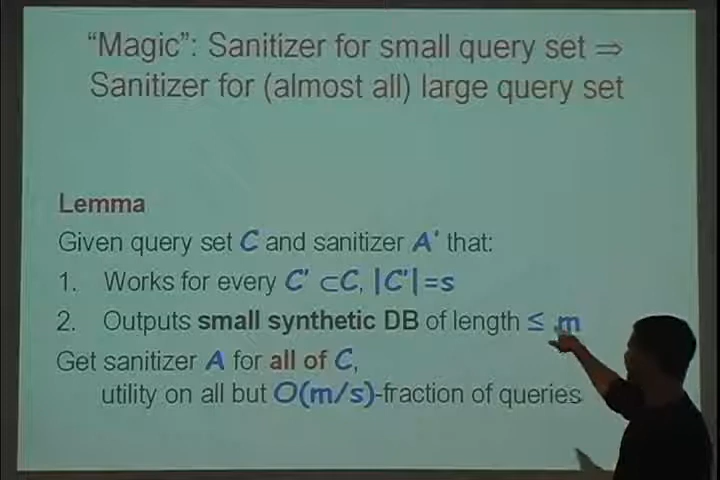 "Magic": Sanitizer for small query set ⇒
Sanitizer for (almost all) large query set
Lemma
Given query set C and sanitizer A' that:
1. Works for every C' ⊂C, |C'|=s
2. Outputs small synthetic DB of length ≤ m
Get sanitizer A for all of C,
utility on all but O(m/s)-fraction of queries